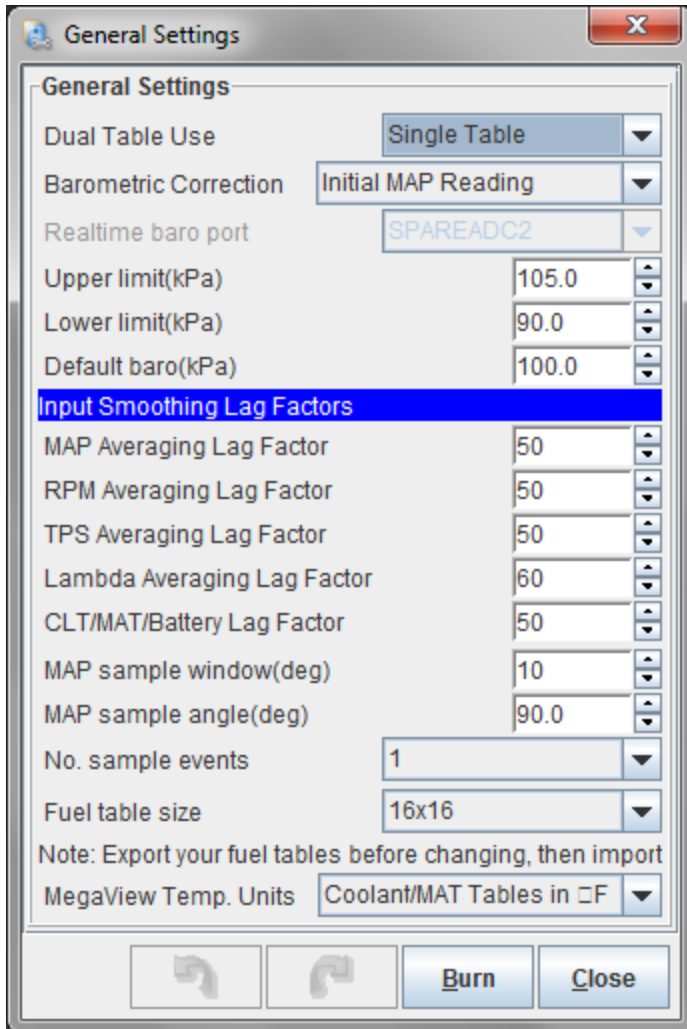 General Settings
General Settings
Dual Table Use Single Table
Barometric Correction Initial MAP Reading
Realtime baro port SPAREADC2
Upper limit(kPa) 105.0
Lower limit(kPa) 90.0
Default baro(kPa) 100.0
Input Smoothing Lag Factors
MAP Averaging Lag Factor 50
RPM Averaging Lag Factor 50
TPS Averaging Lag Factor 50
Lambda Averaging Lag Factor 60
CLT/MAT/Battery Lag Factor 50
MAP sample window(deg) 10
MAP sample angle(deg) 90.0
No. sample events 1
Fuel table size 16x16
Note: Export your fuel tables before changing, then import
MegaView Temp. Units Coolant/MAT Tables in □F
Burn Close